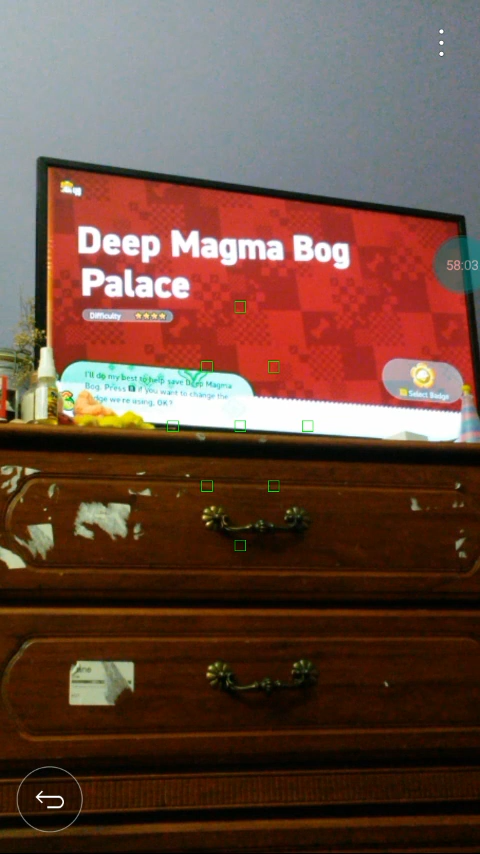 58:03
Deep Magma Bog
Palace
Difficulty
I'll do my best to help save Deep Magma
Bog. Press if you want to change the
badge we're using, OK?
Select Badge